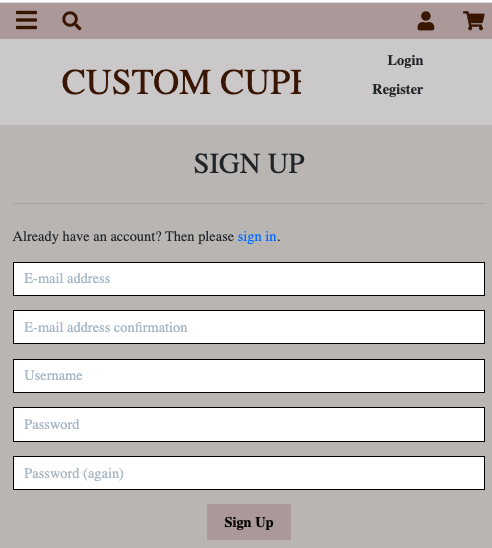 Login
CUSTOM CUPI
Register
SIGN UP
Already have an account? Then please sign in.
E-mail address
E-mail address confirmation
Username
Password
Password (again)
Sign Up